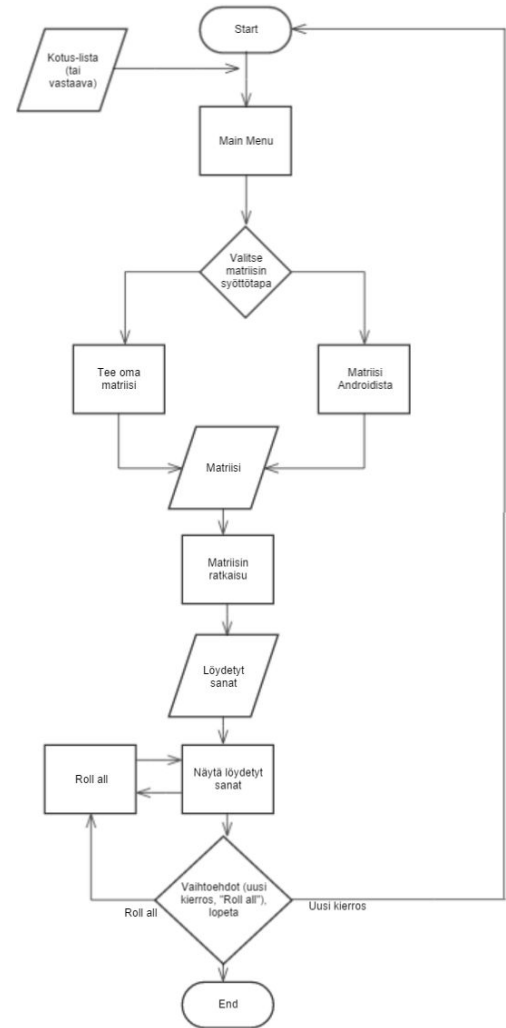 Start
Kotus-lista
(tai
vastaava)
Main Menu
Valitse
matriisin
syöttötapa
Tee oma
matriisi
Matriisi
Androidista
Matriisi
Matriisin
ratkaisu
Löydetyt
sanat
Roll all
Näytä löydetyt
sanat
Vaihtoehdot (uusi
kierros, "Roll all"),
lopeta
Roll all
Uusi kierros
End